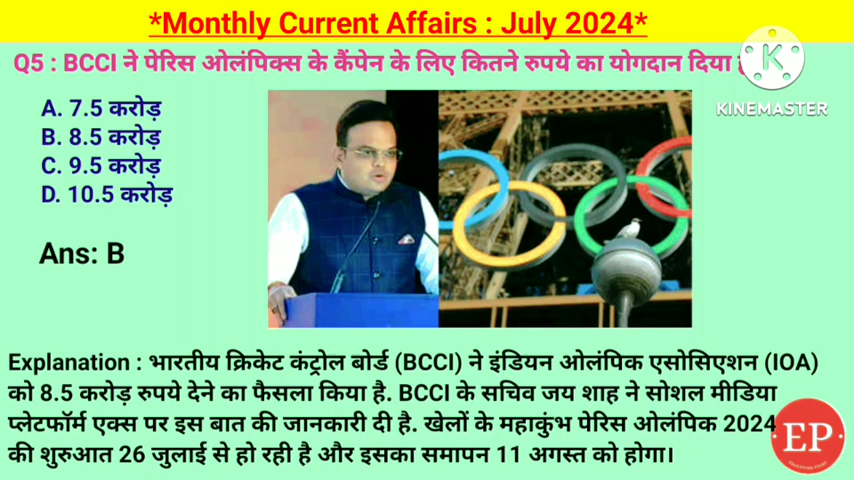 *Monthly Current Affairs : July 2024*
Q5 : BCCI ने पेरिस ओलंपिक्स के कैंपेन के लिए कितने रुपये का योगदान दिया
KINEMASTER
A. 7.5 करोड़
B. 8.5 करोड़
C. 9.5 करोड़
D. 10.5 करोड़
Ans: B
Explanation : भारतीय क्रिकेट कंट्रोल बोर्ड (BCCI) ने इंडियन ओलंपिक एसोसिएशन (IOA)
को 8.5 करोड़ रुपये देने का फैसला किया है. BCCI के सचिव जय शाह ने सोशल मीडिया
प्लेटफॉर्म एक्स पर इस बात की जानकारी दी है. खेलों के महाकुंभ पेरिस ओलंपिक 2024
की शुरुआत 26 जुलाई से हो रही है और इसका समापन 11 अगस्त को होगा।
EP
EDUCATION POINT